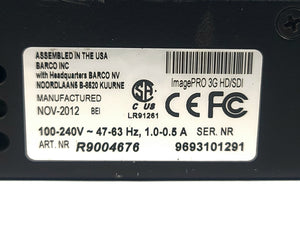 ASSEMBLED IN THE USA
BARCO INC
with Headquarters BARCO NV
NOORDLAAN5 B-8520 KUURNE
MANUFACTURED
NOV-2012 BEI
SA
C US
LR91261
ImagePRO 3G HD/SDI
100-240V ~ 47-63 Hz, 1.0-0.5 A SER. NR
ART. NR R9004676 9693101291